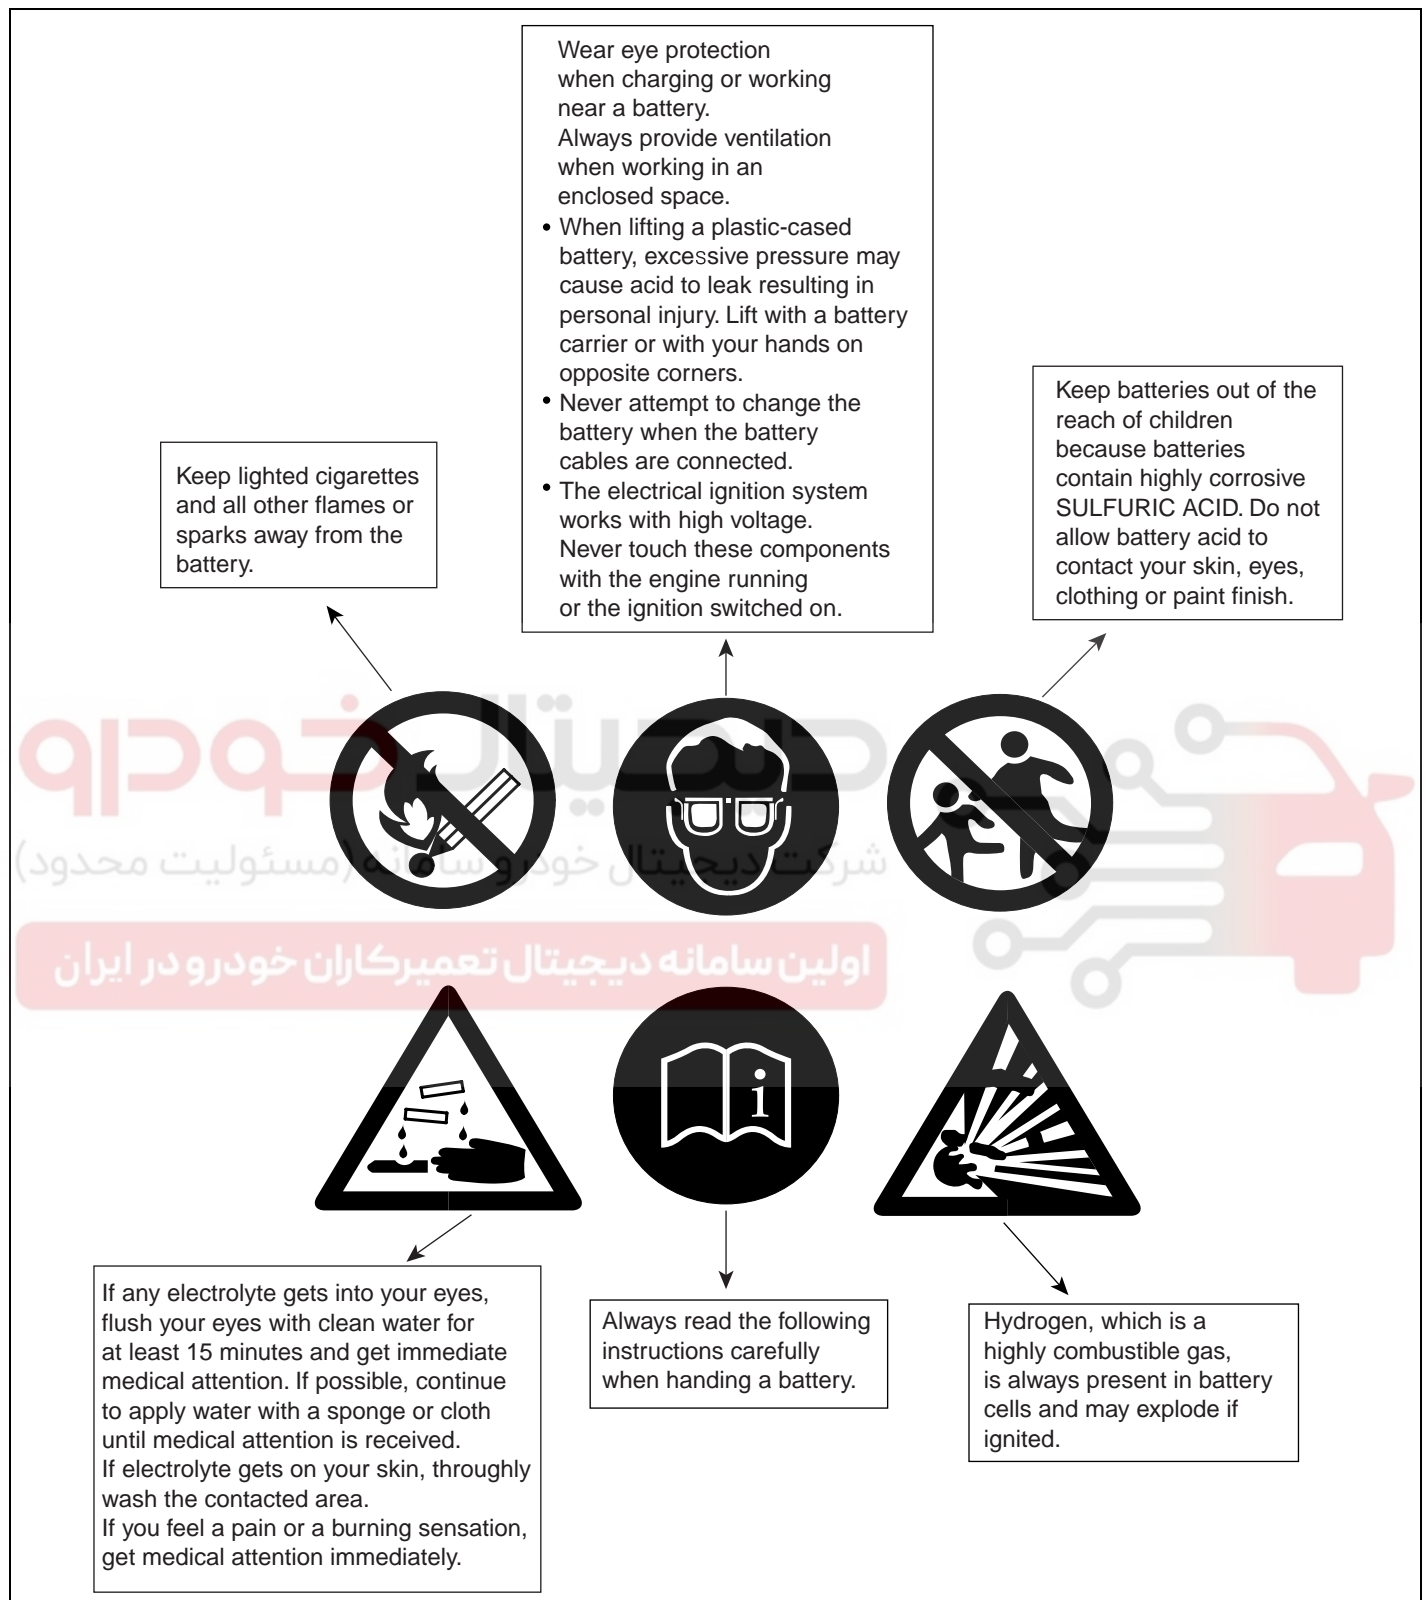 Wear eye protection
when charging or working
near a battery.
Always provide ventilation
when working in an
enclosed space.
• When lifting a plastic-cased
battery, excessive pressure may
cause acid to leak resulting in
personal injury. Lift with a battery
carrier or with your hands on
opposite corners.
• Never attempt to change the
battery when the battery
cables are connected.
• The electrical ignition system
works with high voltage.
Never touch these components
with the engine running
or the ignition switched on.
Keep lighted cigarettes
and all other flames or
sparks away from the
battery.
Keep batteries out of the
reach of children
because batteries
contain highly corrosive
SULFURIC ACID. Do not
allow battery acid to
contact your skin, eyes,
clothing or paint finish.
دیجیتال خودرو
شرکت دیجیتال خودرو سامانه (مسئولیت محدود)
اولین سامانه دیجیتال تعمیرکاران خودرو در ایران
i
If any electrolyte gets into your eyes,
flush your eyes with clean water for
at least 15 minutes and get immediate
medical attention. If possible, continue
to apply water with a sponge or cloth
until medical attention is received.
If electrolyte gets on your skin, throughly
wash the contacted area.
If you feel a pain or a burning sensation,
get medical attention immediately.
Always read the following
instructions carefully
when handing a battery.
Hydrogen, which is a
highly combustible gas,
is always present in battery
cells and may explode if
ignited.